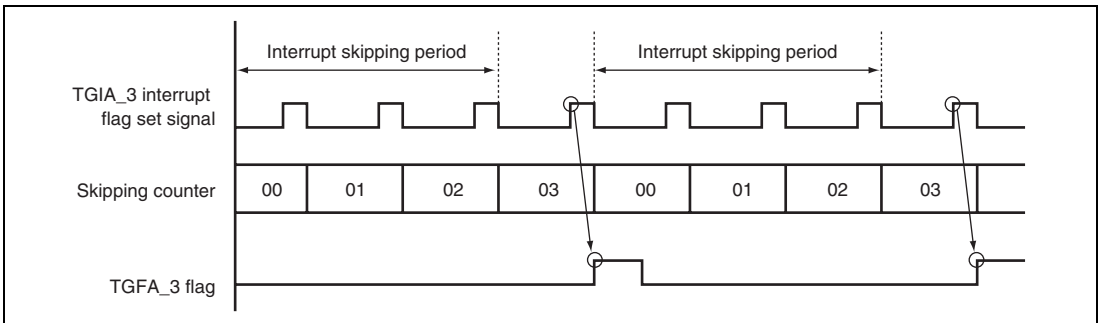 Interrupt skipping period
Interrupt skipping period
TGIA_3 interrupt
flag set signal
Skipping counter
00
01
02
03
00
01
02
03
TGFA_3 flag